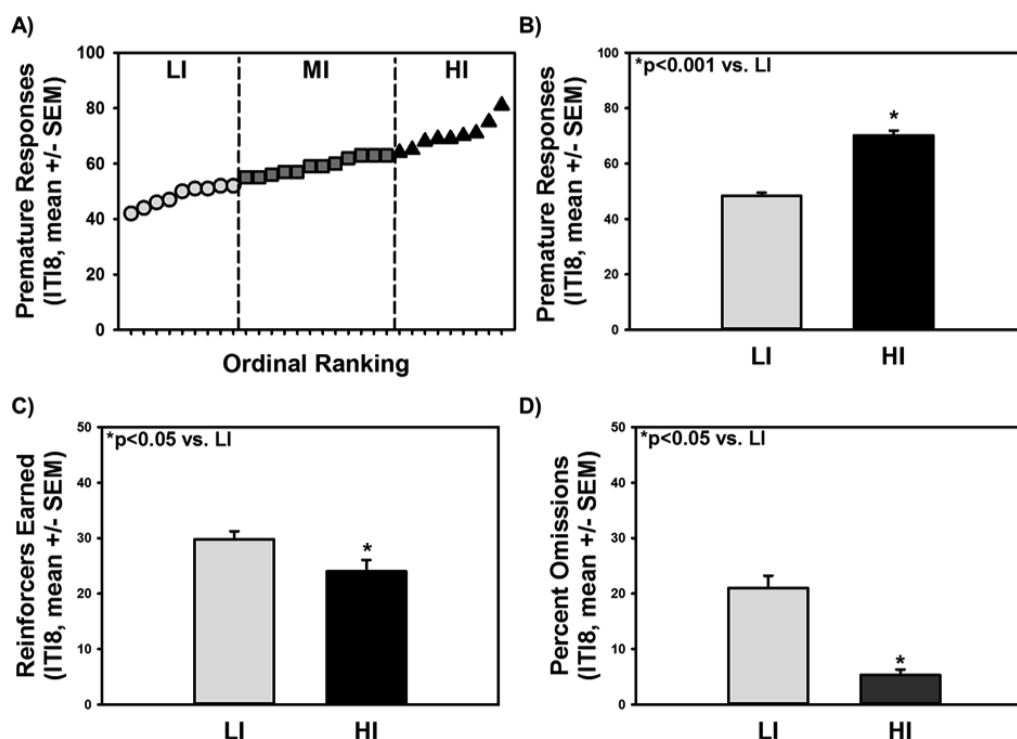 A)
Premature Responses
(ITI8, mean +/- SEM)
100
80
60
40
20
0
LI
MI
HI
Ordinal Ranking
B)
Premature Responses
(ITI8, mean +/- SEM)
100
80
60
40
20
0
*p<0.001 vs. LI
*
LI
HI
C)
Reinforcers Earned
(ITI8, mean +/- SEM)
50
40
30
20
10
0
*p<0.05 vs. LI
*
LI
HI
D)
Percent Omissions
(ITI8, mean +/- SEM)
50
40
30
20
10
0
*p<0.05 vs. LI
*
LI
HI